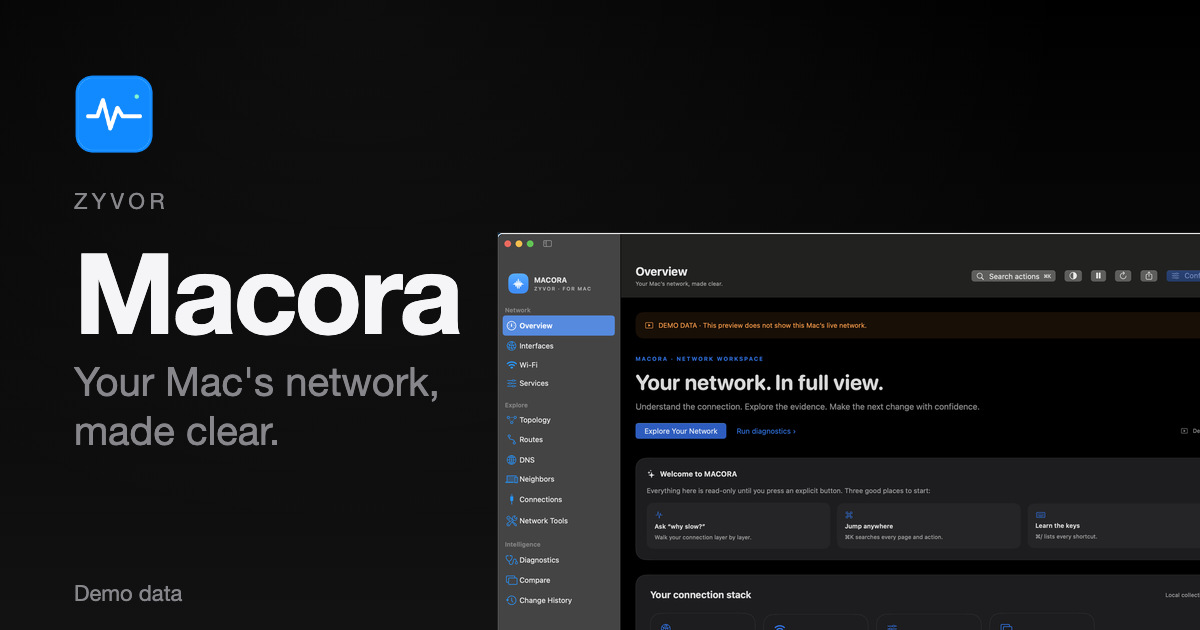 ZYVOR
Macora
Your Mac's network,
made clear.
Demo data
MACORA
ZYVOR · FOR MAC
Network
Overview
Interfaces
Wi-Fi
Services
Explore
Topology
Routes
DNS
Neighbors
Connections
Network Tools
Intelligence
Diagnostics
Compare
Change History
Overview
Your Mac's network, made clear.
Search actions ⌘K
DEMO DATA · This preview does not show this Mac's live network.
MACORA · NETWORK WORKSPACE
Your network. In full view.
Understand the connection. Explore the evidence. Make the next change with confidence.
Explore Your Network
Run diagnostics ›
Welcome to MACORA
Everything here is read-only until you press an explicit button. Three good places to start:
Ask "why slow?"
Walk your connection layer by layer.
Jump anywhere
⌘K searches every page and action.
Learn the keys
⌘/ lists every shortcut.
Your connection stack